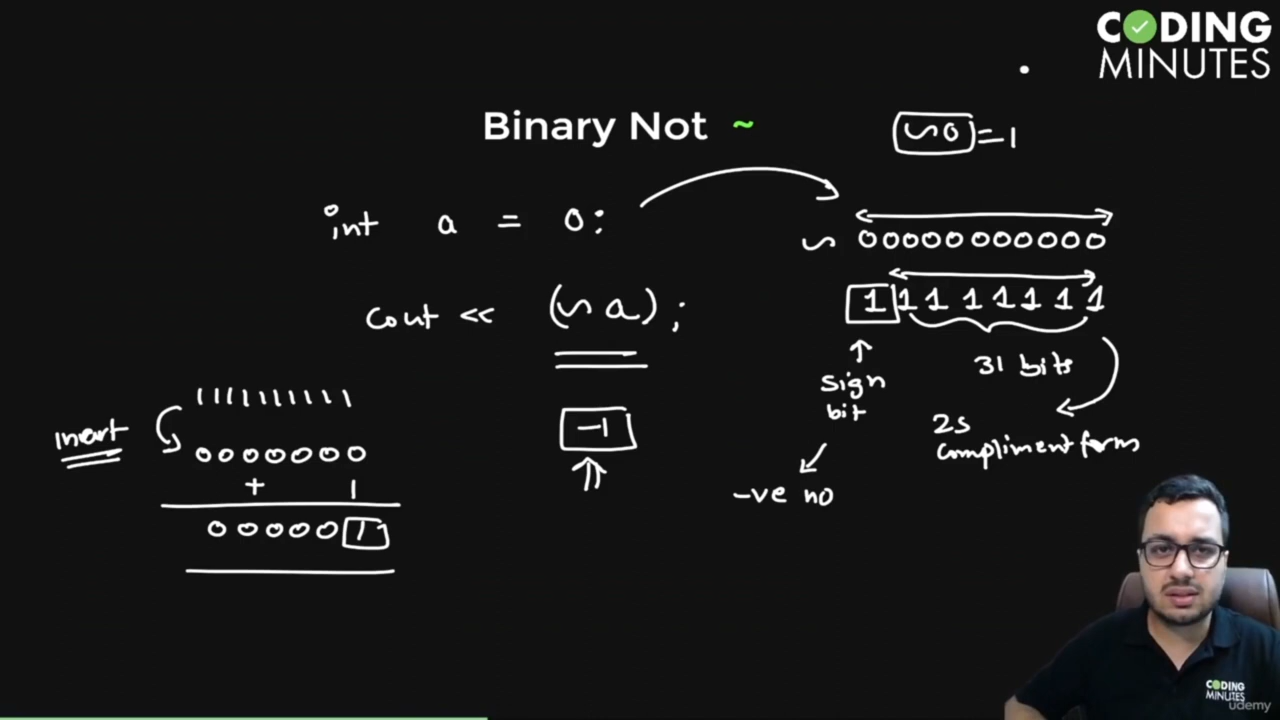 CODING
MINUTES
Binary Not ~
~0 = 1
int a = 0;
~ 00000000000
cout << (~a);
1 1 1 1 1 1 1 1
31 bits
sign
bit
2s
compliment form
-ve no
-1
1111111111
invert
0000000
+ 1
000001
CODING
MINUTES
udemy